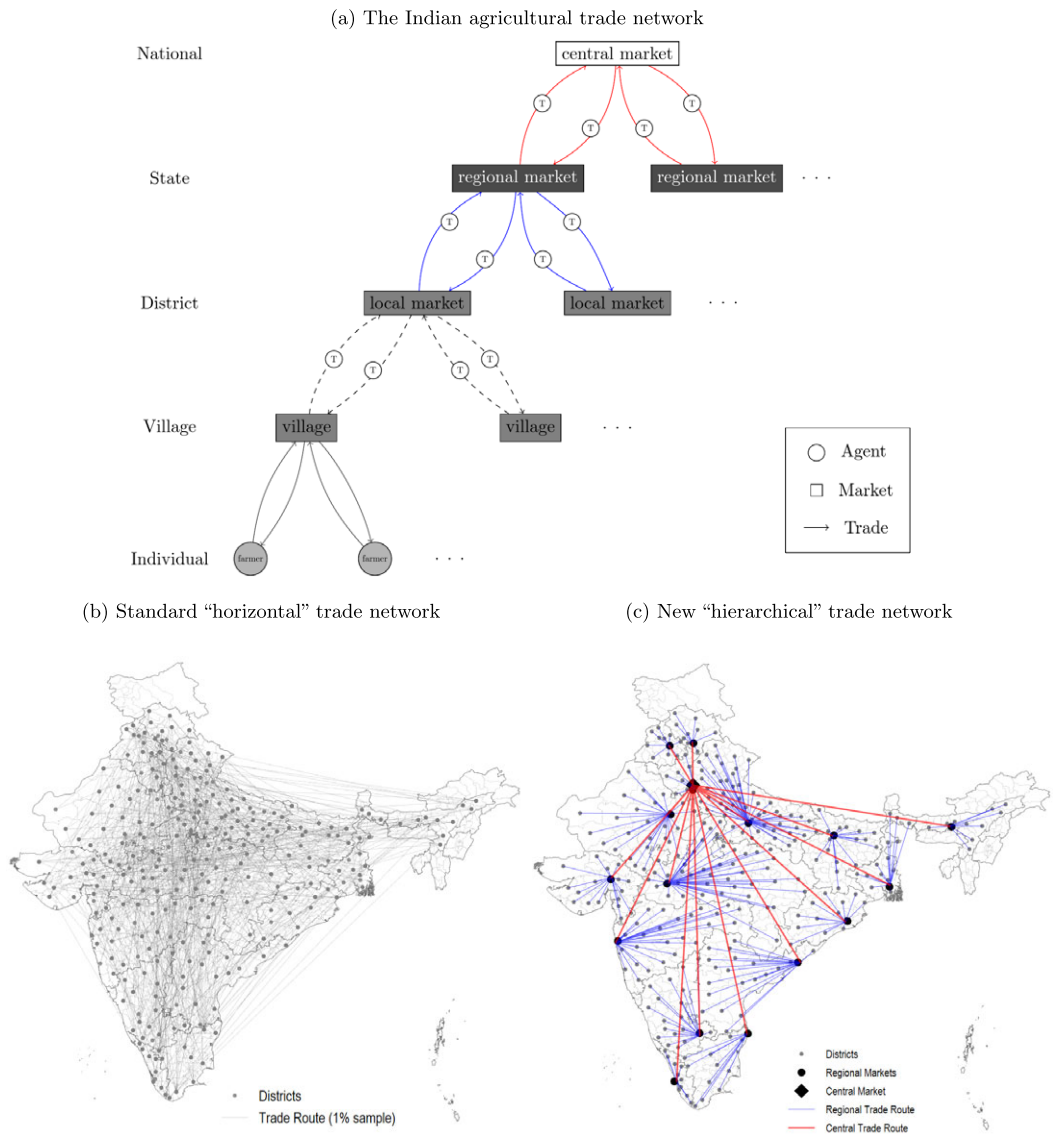 (a) The Indian agricultural trade network
National
central market
T
T
T
T
State
regional market
regional market
. . .
T
T
T
T
District
local market
local market
. . .
T
T
T
T
Village
village
village
. . .
Agent
Market
Trade
Individual
farmer
farmer
. . .
(b) Standard “horizontal” trade network
(c) New “hierarchical” trade network
Districts
Trade Route (1% sample)
Districts
Regional Markets
Central Market
Regional Trade Route
Central Trade Route